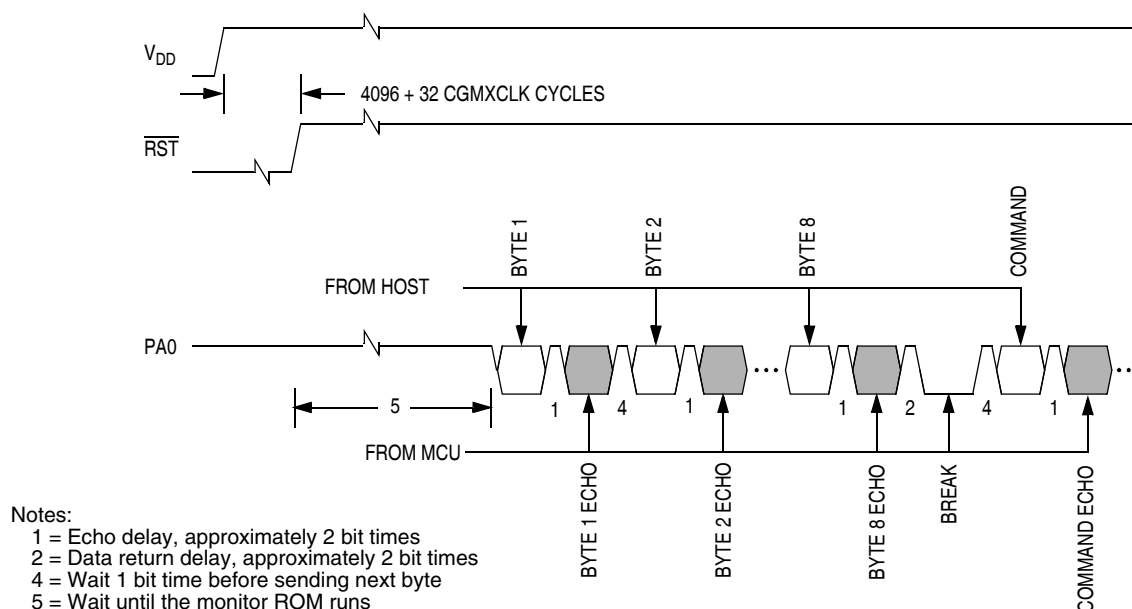 VDD
4096 + 32 CGMXCLK CYCLES
RST
BYTE 1
BYTE 2
BYTE 8
COMMAND
FROM HOST
PA0
1
4
1
1
2
4
1
5
FROM MCU
BYTE 1 ECHO
BYTE 2 ECHO
BYTE 8 ECHO
BREAK
COMMAND ECHO
Notes:
1 = Echo delay, approximately 2 bit times
2 = Data return delay, approximately 2 bit times
4 = Wait 1 bit time before sending next byte
5 = Wait until the monitor ROM runs